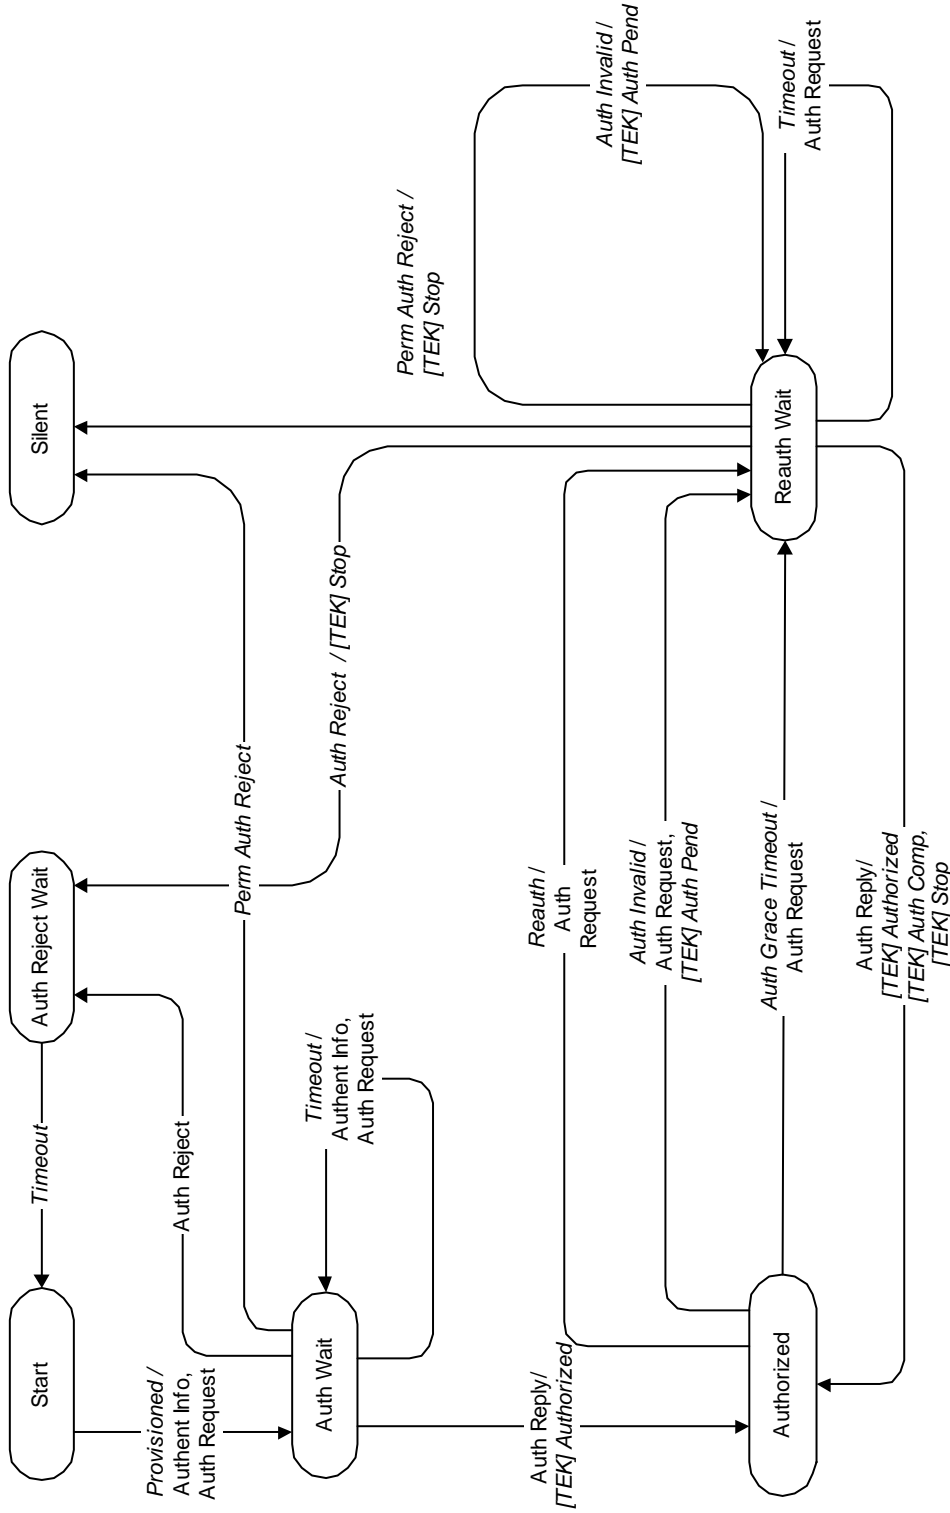 Start
Timeout
Auth Reject Wait
Silent
Provisioned /
Authent Info,
Auth Request
Auth Reject
Perm Auth Reject
Auth Wait
Timeout /
Authent Info,
Auth Request
Auth Reject / [TEK] Stop
Perm Auth Reject /
[TEK] Stop
Auth Reply/
[TEK] Authorized
Reauth /
Auth
Request
Auth Invalid /
[TEK] Auth Pend
Auth Invalid /
Auth Request,
[TEK] Auth Pend
Authorized
Auth Grace Timeout /
Auth Request
Reauth Wait
Timeout /
Auth Request
Auth Reply/
[TEK] Authorized
[TEK] Auth Comp,
[TEK] Stop